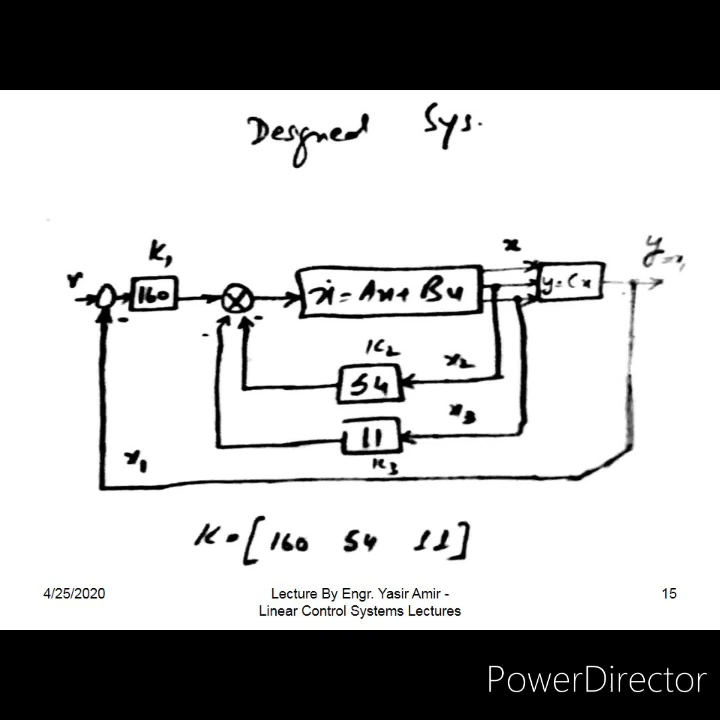 Desgned Sys.
x
y=x₁
K₁
r
160
ẋ=Ax+Bu
y=Cx
-
-
-
K₂
x₂
54
x₃
11
K₃
x₁
K=[160 54 11]
4/25/2020
Lecture By Engr. Yasir Amir -
15
Linear Control Systems Lectures
PowerDirector